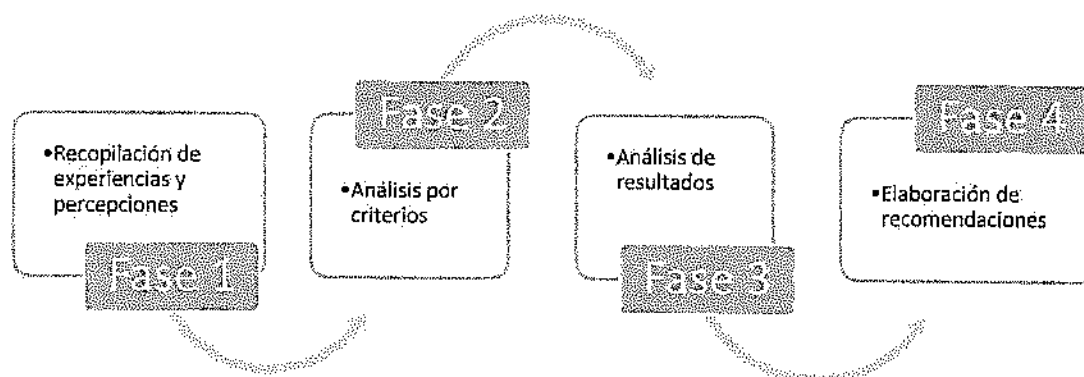 •Recopilación de
experiencias y
percepciones
Fase 1
Fase 2
•Análisis por
criterios
•Análisis de
resultados
Fase 3
Fase 4
•Elaboración de
recomendaciones